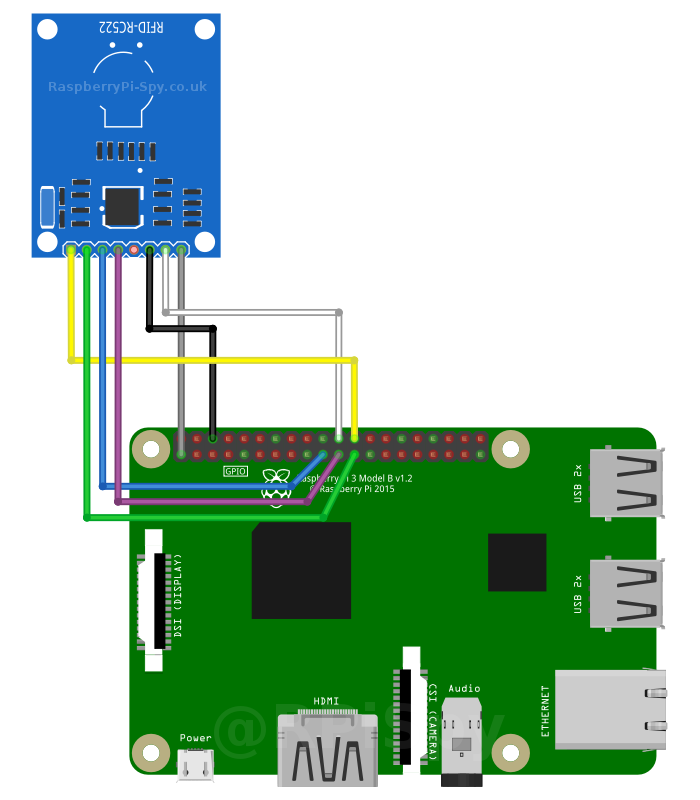 RFID-RC522
RaspberryPi-Spy.co.uk
GPIO
Raspberry Pi 3 Model B v1.2
© Raspberry Pi 2015
USB 2x
DSI (DISPLAY)
USB 2x
HDMI
CSI (CAMERA)
Audio
ETHERNET
Power
@RPiSpy